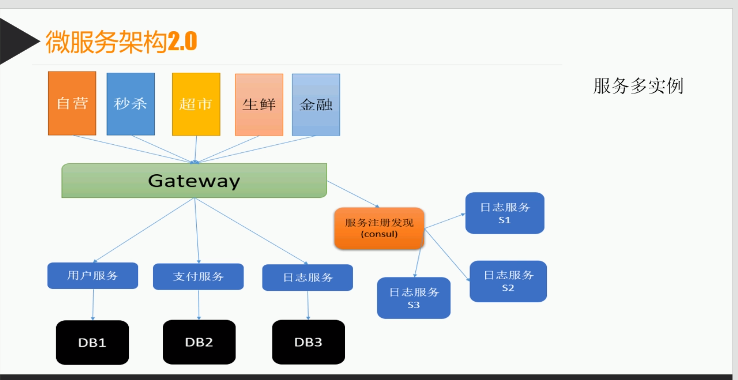 微服务架构2.0
服务多实例
自营
秒杀
超市
生鲜
金融
Gateway
服务注册发现
(consul)
日志服务
S1
日志服务
S2
日志服务
S3
用户服务
支付服务
日志服务
DB1
DB2
DB3